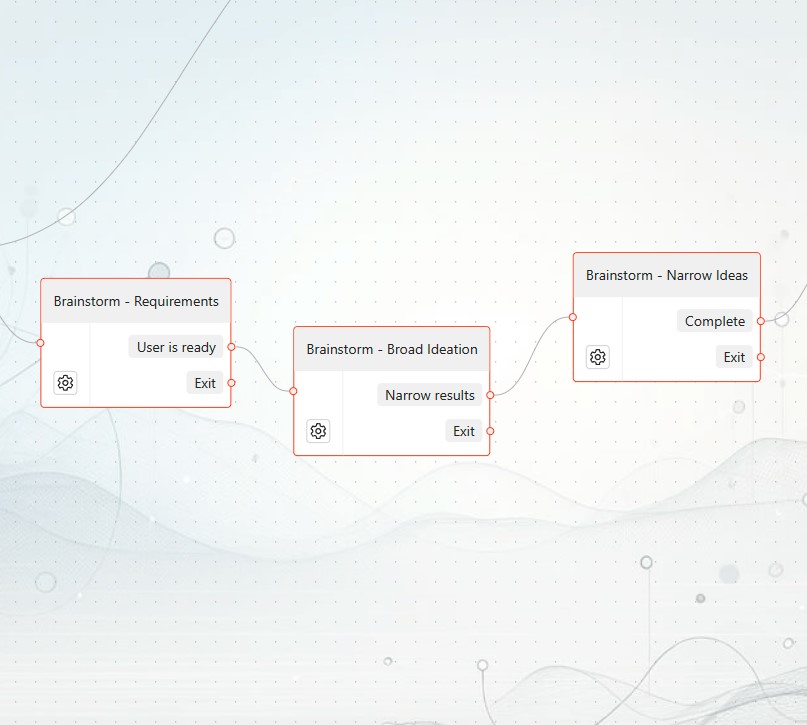 Brainstorm - Requirements
User is ready
Exit
Brainstorm - Broad Ideation
Narrow results
Exit
Brainstorm - Narrow Ideas
Complete
Exit